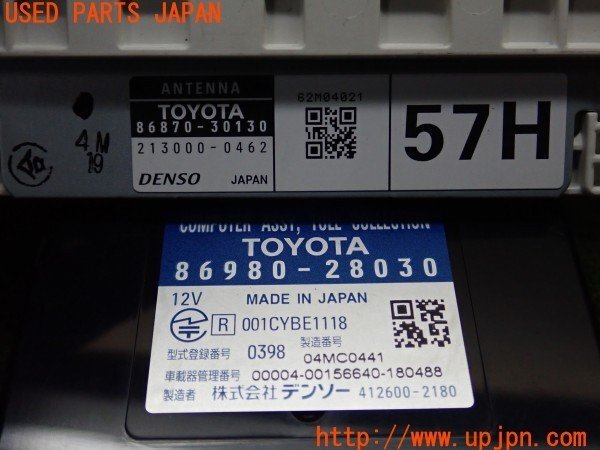 USED PARTS JAPAN
ANTENNA
TOYOTA
86870-30130
213000-0462
DENSO JAPAN
62M04021
57H
4M
19
COMPUTER ASSY, TOLL COLLECTION
TOYOTA
86980-28030
12V MADE IN JAPAN
R 001CYBE1118
型式登録番号 0398 製造番号 04MC0441
車載器管理番号 00004-00156640-180488
製造者 株式会社 デンソー 412600-2180
http://www.upjpn.com/